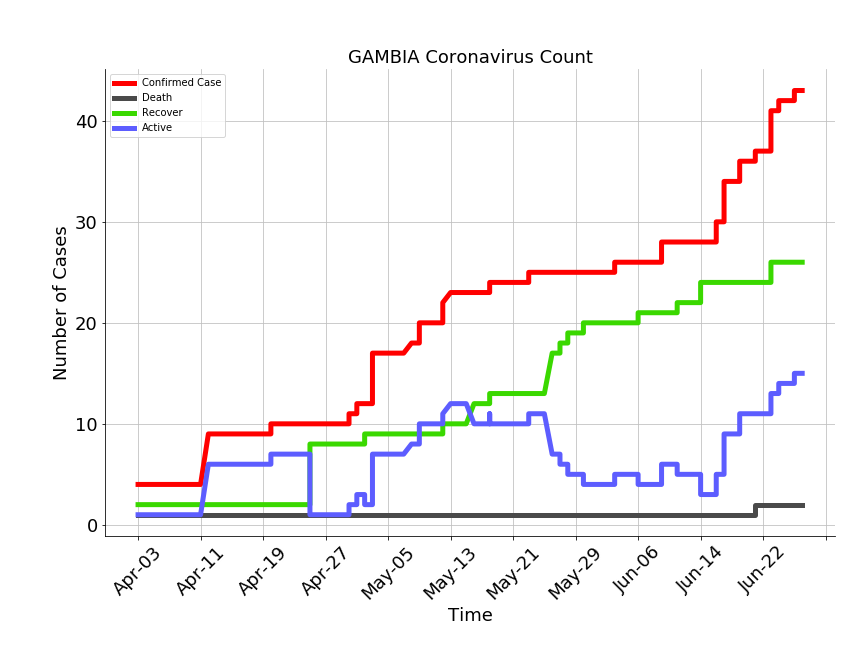 GAMBIA Coronavirus Count
Confirmed Case
Death
Recover
Active
Number of Cases
40
30
20
10
0
Apr-03
Apr-11
Apr-19
Apr-27
May-05
May-13
May-21
May-29
Jun-06
Jun-14
Jun-22
Time